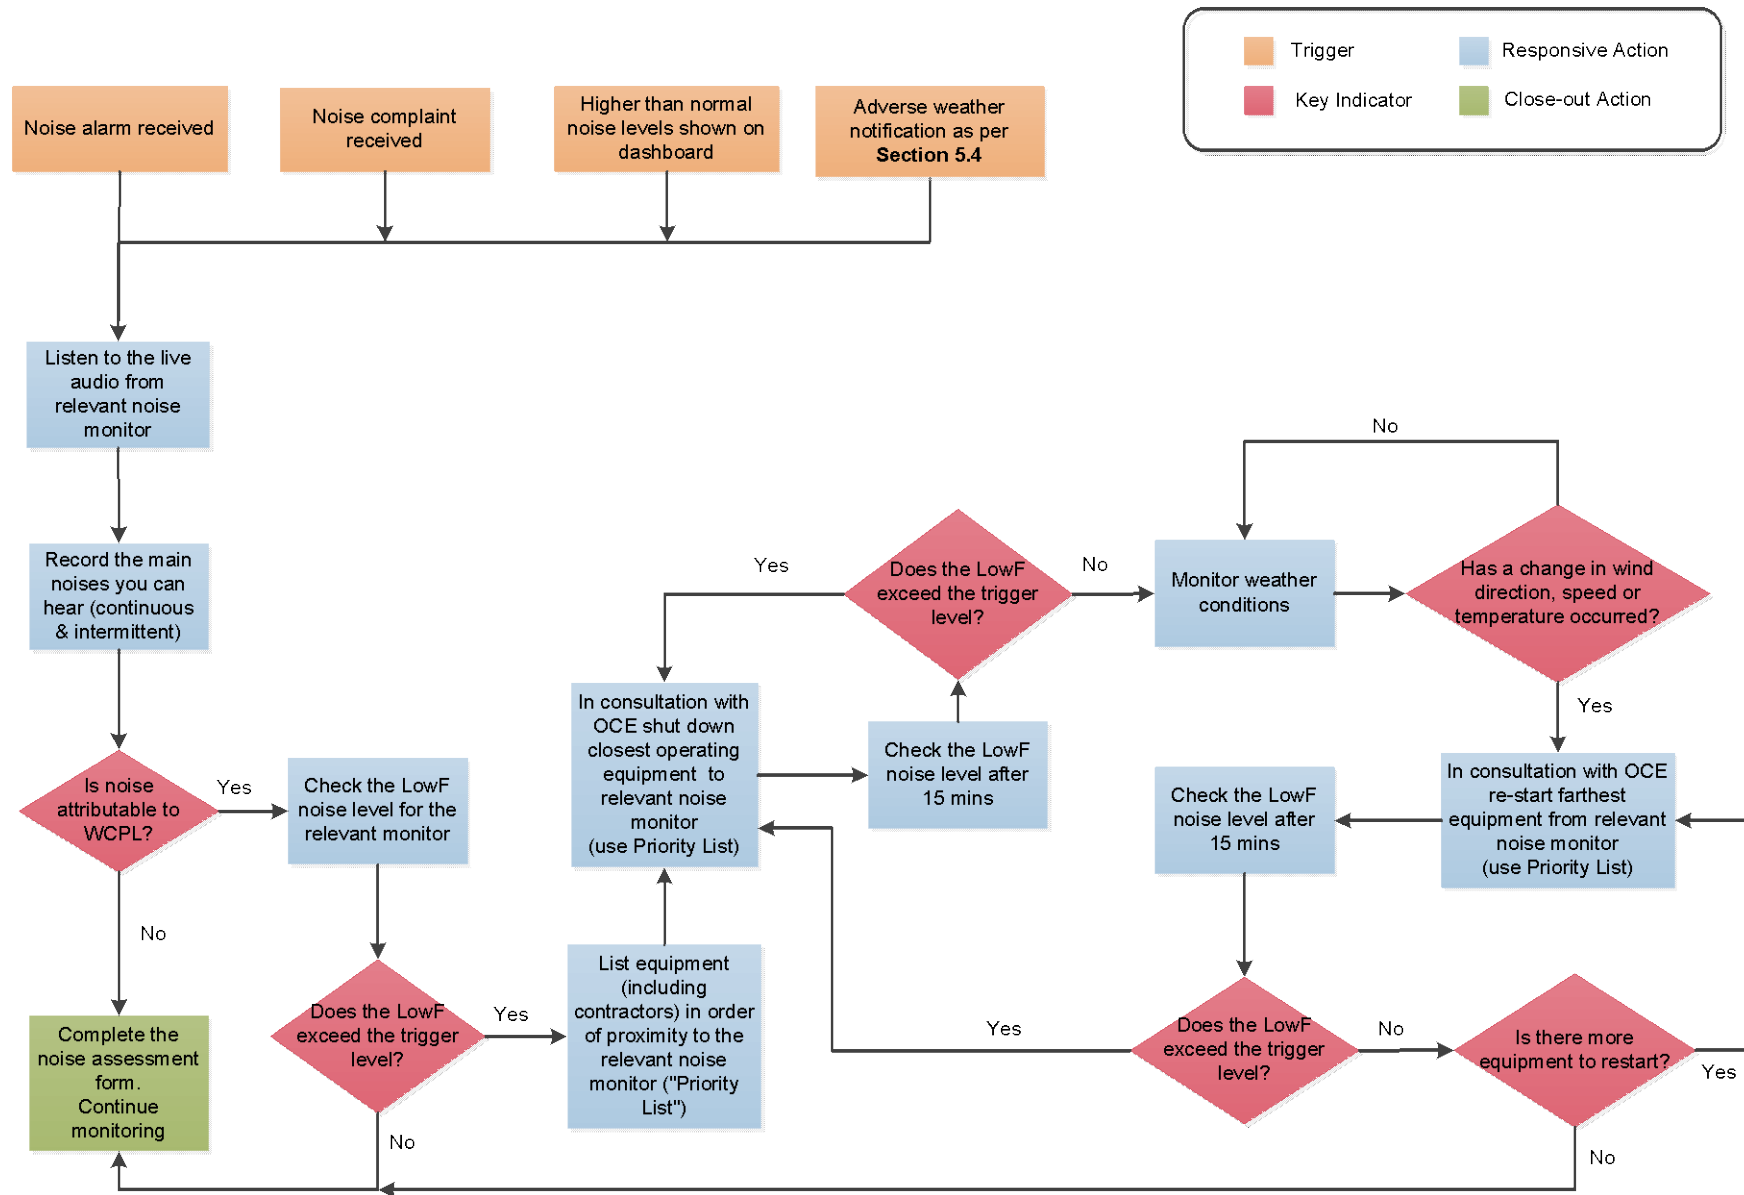 Trigger
Responsive Action
Key Indicator
Close-out Action
Noise alarm received
Noise complaint
received
Higher than normal
noise levels shown on
dashboard
Adverse weather
notification as per
Section 5.4
Listen to the live
audio from
relevant noise
monitor
Record the main
noises you can
hear (continuous
& intermittent)
Is noise
attributable to
WCPL?
Yes
No
Check the LowF
noise level for the
relevant monitor
Complete the
noise assessment
form.
Continue
monitoring
Does the LowF
exceed the trigger
level?
Yes
No
List equipment
(including
contractors) in order
of proximity to the
relevant noise
monitor ("Priority
List")
In consultation with
OCE shut down
closest operating
equipment to
relevant noise
monitor
(use Priority List)
Check the LowF
noise level after
15 mins
Does the LowF
exceed the trigger
level?
Yes
No
Monitor weather
conditions
Has a change in wind
direction, speed or
temperature occurred?
No
Yes
In consultation with OCE
re-start farthest
equipment from relevant
noise monitor
(use Priority List)
Check the LowF
noise level after
15 mins
Does the LowF
exceed the trigger
level?
Yes
No
Is there more
equipment to restart?
Yes
No